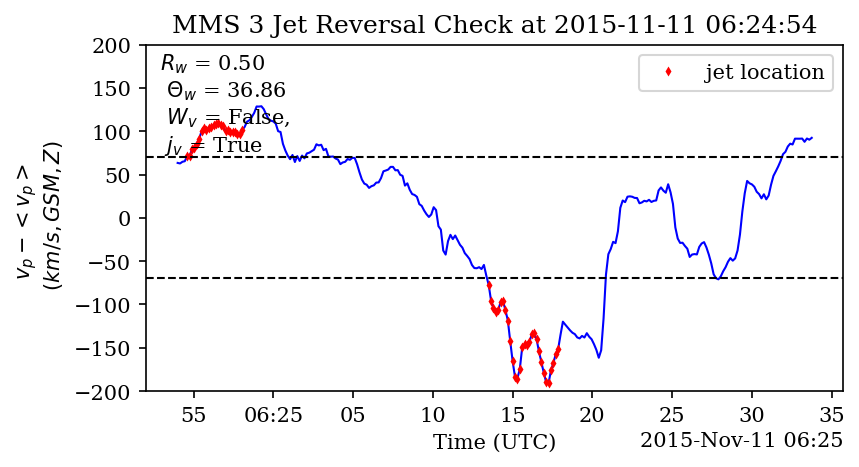 MMS 3 Jet Reversal Check at 2015-11-11 06:24:54
R_w = 0.50
Θ_w = 36.86
W_v = False,
j_v = True
jet location
v_p − < v_p >
(km/s, GSM, Z)
200
150
100
50
0
−50
−100
−150
−200
55 06:25 05 10 15 20 25 30 35
Time (UTC)
2015-Nov-11 06:25